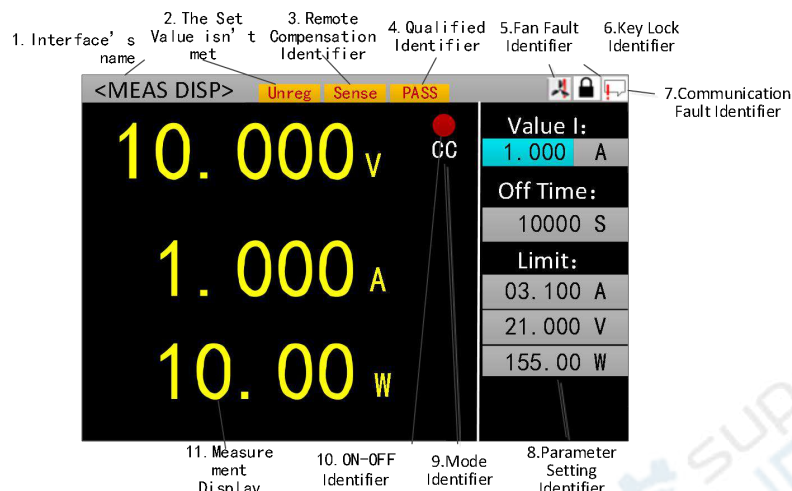 2. The Set
3. Remote
4. Qualified
5.Fan Fault
6.Key Lock
1. Interface's
Value isn't
Compensation
Identifier
Identifier
Identifier
name
met
Identifier
<MEAS DISP>
Unreg
Sense
PASS
7.Communication
Fault Identifier
10. 000 V
CC
1. 000 A
10. 00 W
Value I:
1. 000 A
Off Time:
10000 S
Limit:
03. 100 A
21. 000 V
155. 00 W
11. Measure
ment
Display
10. ON-OFF
Identifier
9.Mode
Identifier
8.Parameter
Setting
Identifier